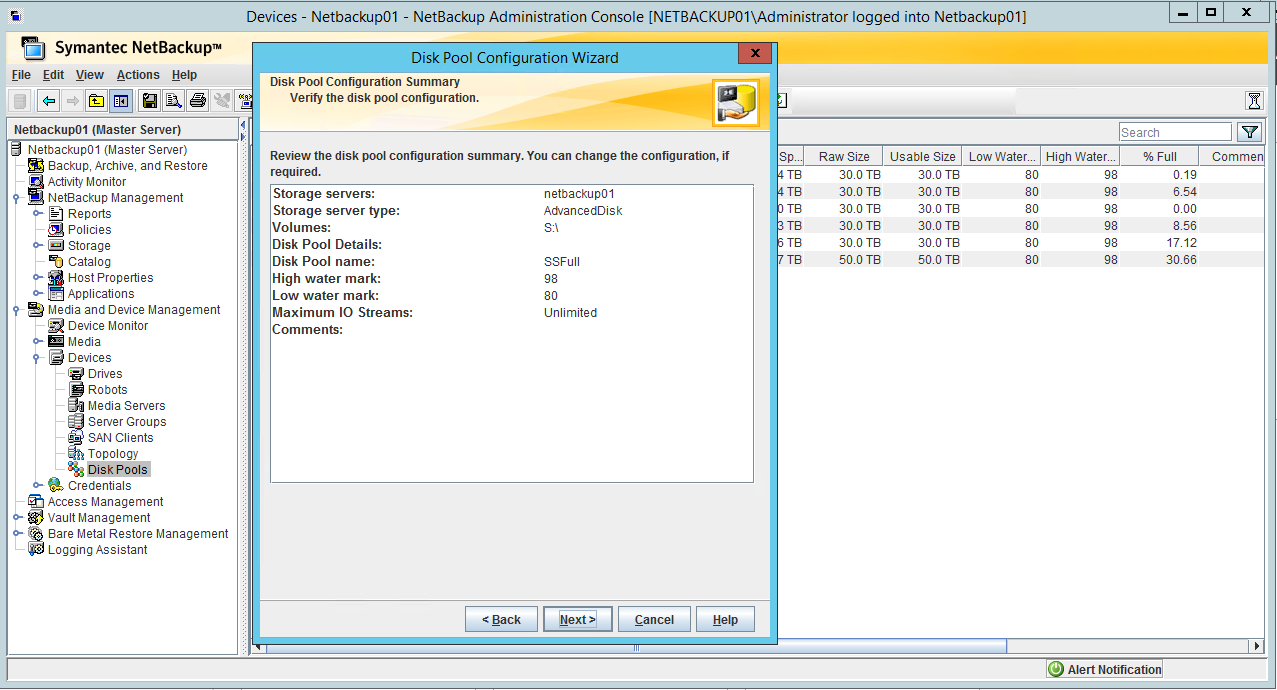 Devices - Netbackup01 - NetBackup Administration Console [NETBACKUP01\Administrator logged into Netbackup01]
Symantec NetBackup™
File Edit View Actions Help
Netbackup01 (Master Server)
Netbackup01 (Master Server)
Backup, Archive, and Restore
Activity Monitor
NetBackup Management
Reports
Policies
Storage
Catalog
Host Properties
Applications
Media and Device Management
Device Monitor
Media
Devices
Drives
Robots
Media Servers
Server Groups
SAN Clients
Topology
Disk Pools
Credentials
Access Management
Vault Management
Bare Metal Restore Management
Logging Assistant
Disk Pool Configuration Wizard
X
Disk Pool Configuration Summary
Verify the disk pool configuration.
Review the disk pool configuration summary. You can change the configuration, if
required.
Storage servers: netbackup01
Storage server type: AdvancedDisk
Volumes: S:\
Disk Pool Details:
Disk Pool name: SSFull
High water mark: 98
Low water mark: 80
Maximum IO Streams: Unlimited
Comments:
< Back Next > Cancel Help
Search
Sp... Raw Size Usable Size Low Water... High Water... % Full Commen
4 TB 30.0 TB 30.0 TB 80 98 0.19
4 TB 30.0 TB 30.0 TB 80 98 6.54
0 TB 30.0 TB 30.0 TB 80 98 0.00
3 TB 30.0 TB 30.0 TB 80 98 8.56
6 TB 30.0 TB 30.0 TB 80 98 17.12
7 TB 50.0 TB 50.0 TB 80 98 30.66
Alert Notification